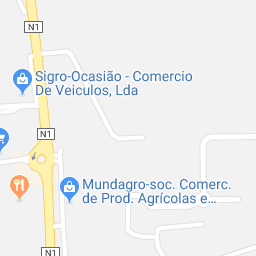 N1
Sigro-Ocasião - Comercio
De Veiculos, Lda
N1
Mundagro-soc. Comerc.
de Prod. Agrícolas e...
N1